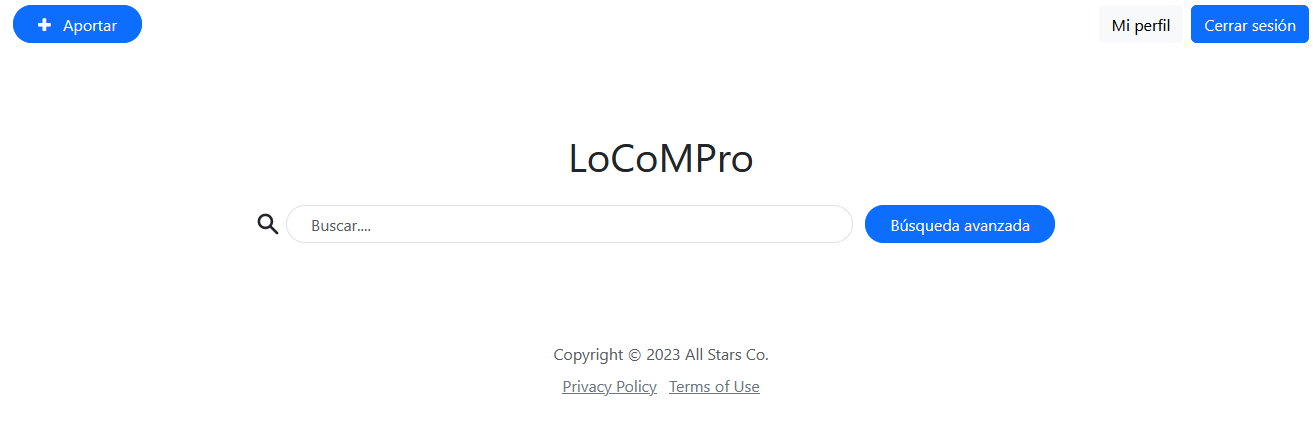 Aportar
Mi perfil
Cerrar sesión
LoCoMPro
Buscar....
Búsqueda avanzada
Copyright © 2023 All Stars Co.
Privacy Policy Terms of Use